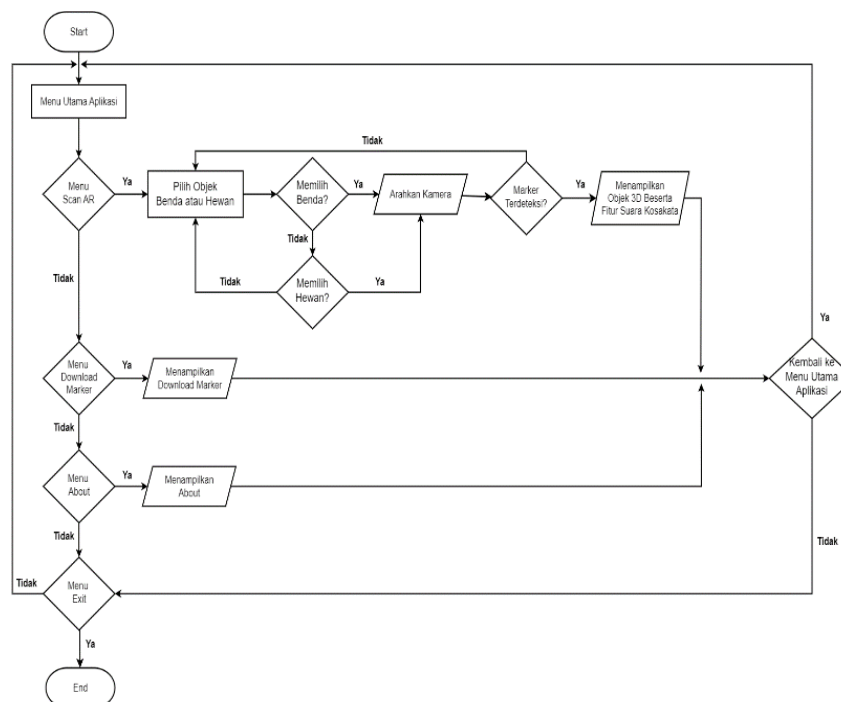 Start
Menu Utama Aplikasi
Tidak
Menu
Scan AR
Ya
Pilih Objek
Benda atau Hewan
Memilih
Benda?
Ya
Arahkan Kamera
Marker
Terdeteksi?
Ya
Menampilkan
Objek 3D Beserta
Fitur Suara Kosakata
Tidak
Tidak
Memilih
Hewan?
Ya
Tidak
Ya
Menu
Download
Marker
Ya
Menampilkan
Download Marker
Kembali ke
Menu Utama
Aplikasi
Tidak
Menu
About
Ya
Menampilkan
About
Tidak
Tidak
Tidak
Menu
Exit
Ya
End